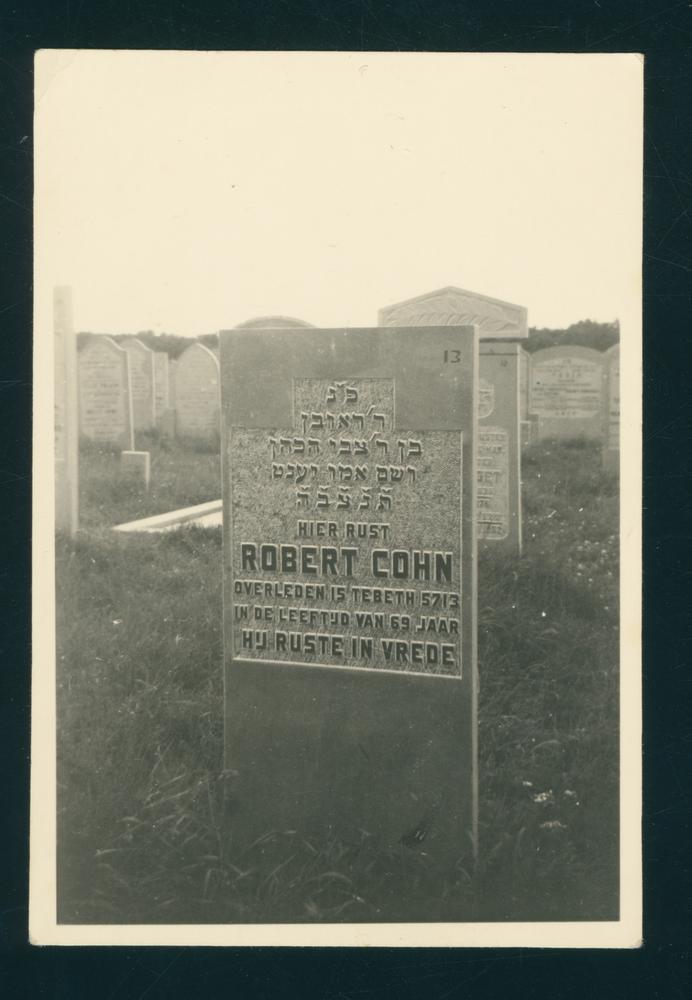 13
פ״נ
ר׳ראובן
בן ר׳צבי הכהן
ושם אמו יענט
ת̈נ̈צ̈ב̈ה̈
HIER RUST
ROBERT COHN
OVERLEDEN 15 TEBETH 5713
IN DE LEEFTIJD VAN 69 JAAR
HIJ RUSTE IN VREDE